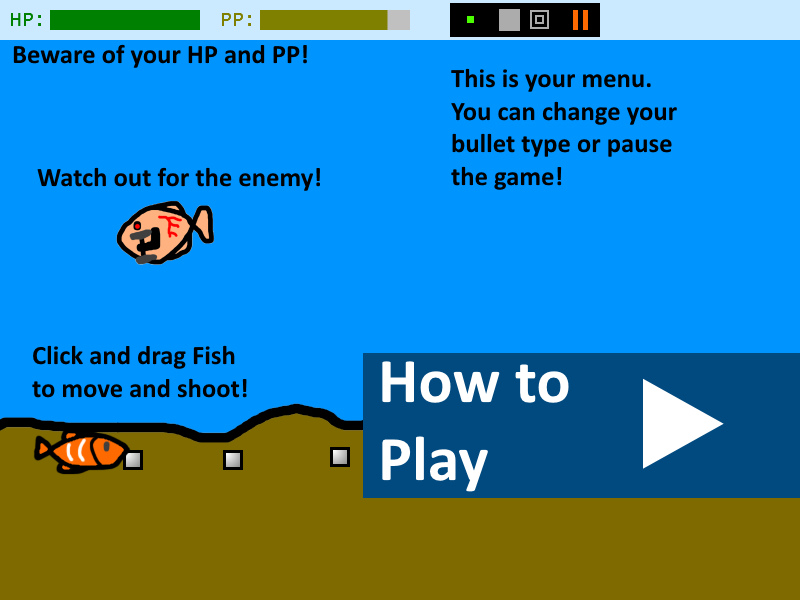 HP:
PP:
Beware of your HP and PP!
This is your menu.
You can change your
bullet type or pause
the game!
Watch out for the enemy!
Click and drag Fish
to move and shoot!
How to
Play